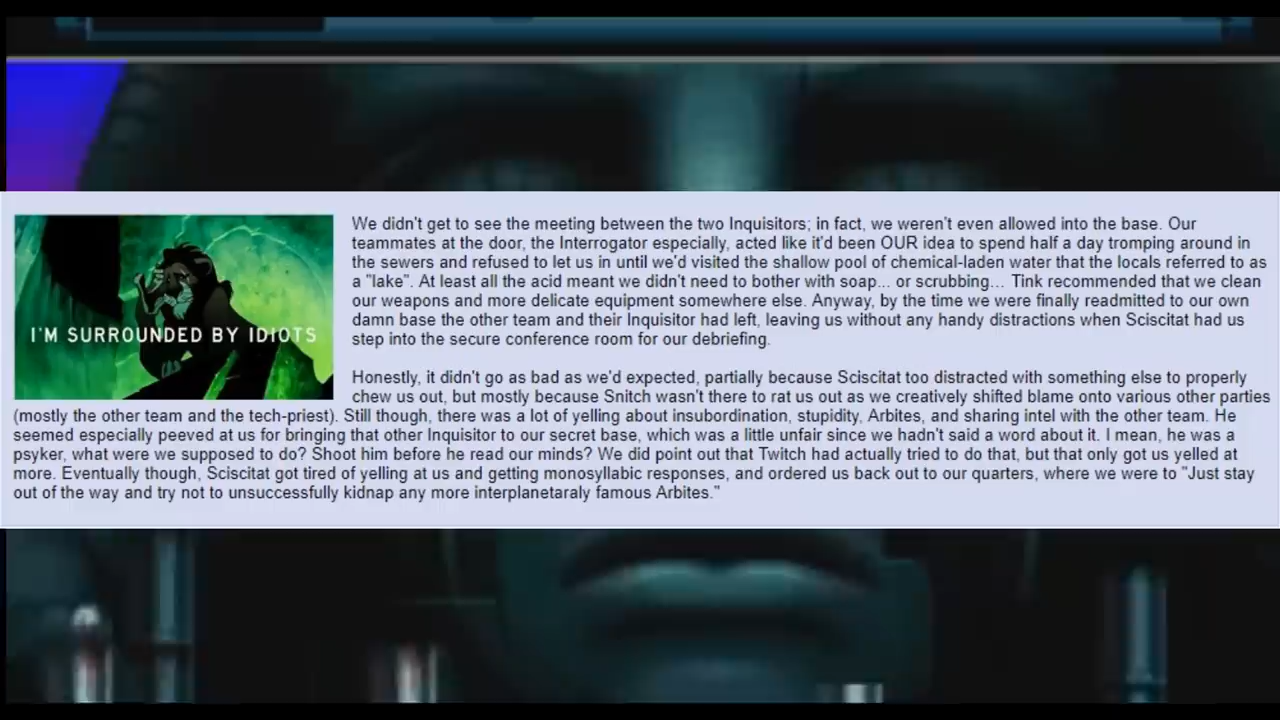 I'M SURROUNDED BY IDIOTS
We didn't get to see the meeting between the two Inquisitors; in fact, we weren't even allowed into the base. Our
teammates at the door, the Interrogator especially, acted like it'd been OUR idea to spend half a day tromping around in
the sewers and refused to let us in until we'd visited the shallow pool of chemical-laden water that the locals referred to as
a "lake". At least all the acid meant we didn't need to bother with soap... or scrubbing... Tink recommended that we clean
our weapons and more delicate equipment somewhere else. Anyway, by the time we were finally readmitted to our own
damn base the other team and their Inquisitor had left, leaving us without any handy distractions when Sciscitat had us
step into the secure conference room for our debriefing.
Honestly, it didn't go as bad as we'd expected, partially because Sciscitat too distracted with something else to properly
chew us out, but mostly because Snitch wasn't there to rat us out as we creatively shifted blame onto various other parties
(mostly the other team and the tech-priest). Still though, there was a lot of yelling about insubordination, stupidity, Arbites, and sharing intel with the other team. He
seemed especially peeved at us for bringing that other Inquisitor to our secret base, which was a little unfair since we hadn't said a word about it. I mean, he was a
psyker, what were we supposed to do? Shoot him before he read our minds? We did point out that Twitch had actually tried to do that, but that only got us yelled at
more. Eventually though, Sciscitat got tired of yelling at us and getting monosyllabic responses, and ordered us back out to our quarters, where we were to "Just stay
out of the way and try not to unsuccessfully kidnap any more interplanetaraly famous Arbites."